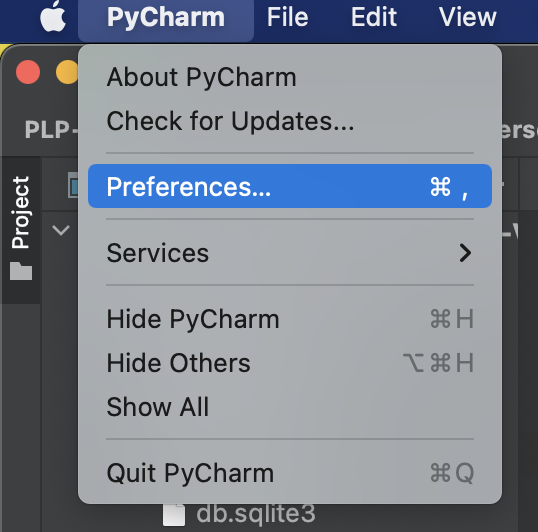 PyCharm File Edit View
About PyCharm
Check for Updates...
PLP-
Preferences... ⌘ ,
Project
Services
Hide PyCharm ⌘H
Hide Others ⌥⌘H
Show All
Quit PyCharm ⌘Q
db.sqlite3